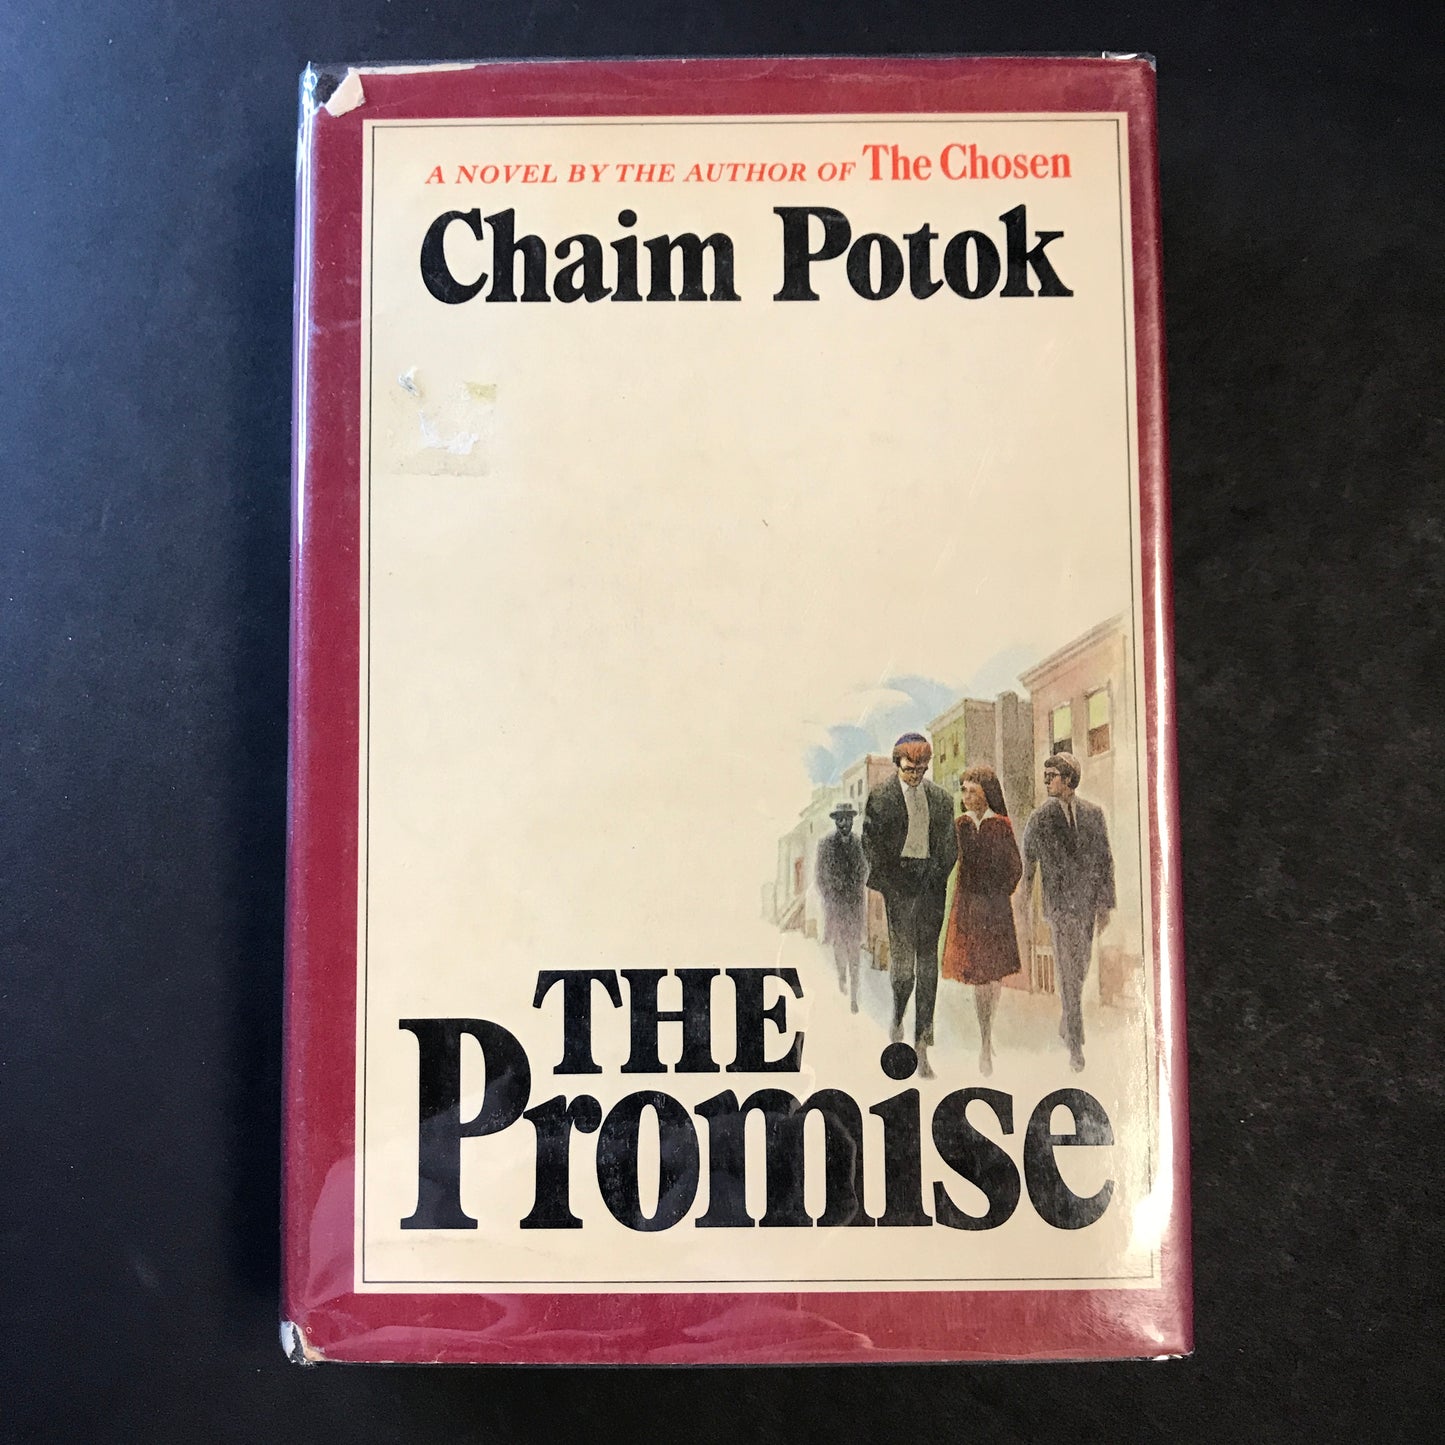 A NOVEL BY THE AUTHOR OF The Chosen
Chaim Potok
THE
Promise